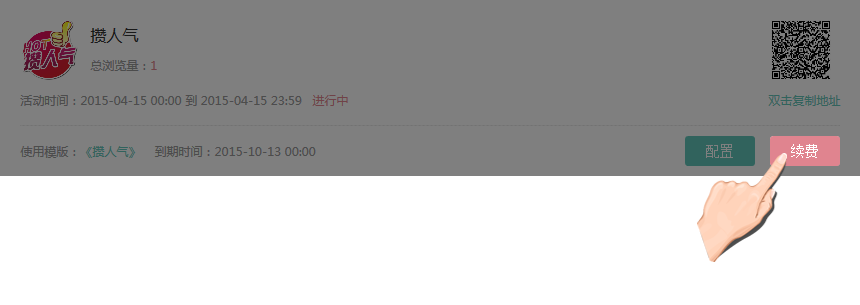 HOT
攒人气
攒人气
总浏览量：1
活动时间：2015-04-15 00:00 到 2015-04-15 23:59 进行中
双击复制地址
使用模版：《攒人气》 到期时间：2015-10-13 00:00
配置
续费